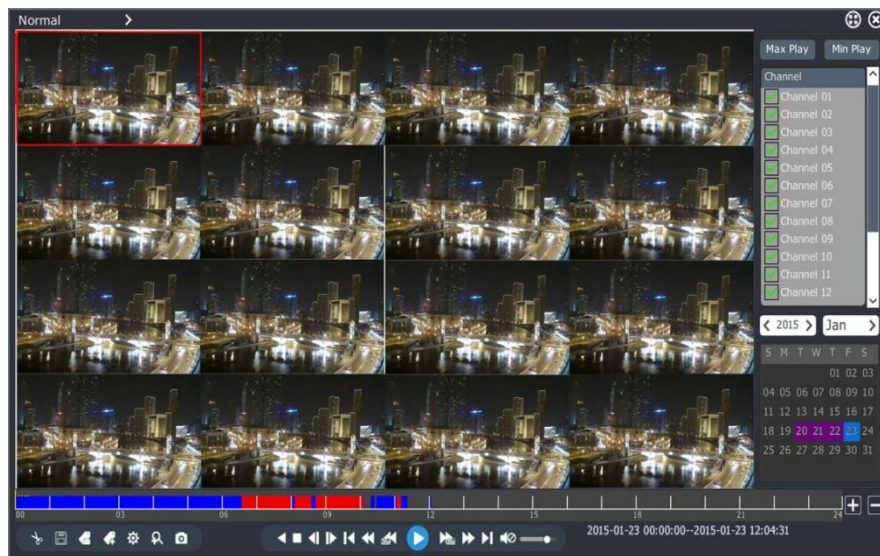 Normal >
Max Play Min Play
Channel
Channel 01
Channel 02
Channel 03
Channel 04
Channel 05
Channel 06
Channel 07
Channel 08
Channel 09
Channel 10
Channel 11
Channel 12
< 2015 > Jan >
S M T W T F S
01 02 03
04 05 06 07 08 09 10
11 12 13 14 15 16 17
18 19 20 21 22 23 24
25 26 27 28 29 30 31
00 03 06 09 12 15 18 21 24
2015-01-23 00:00:00--2015-01-23 12:04:31